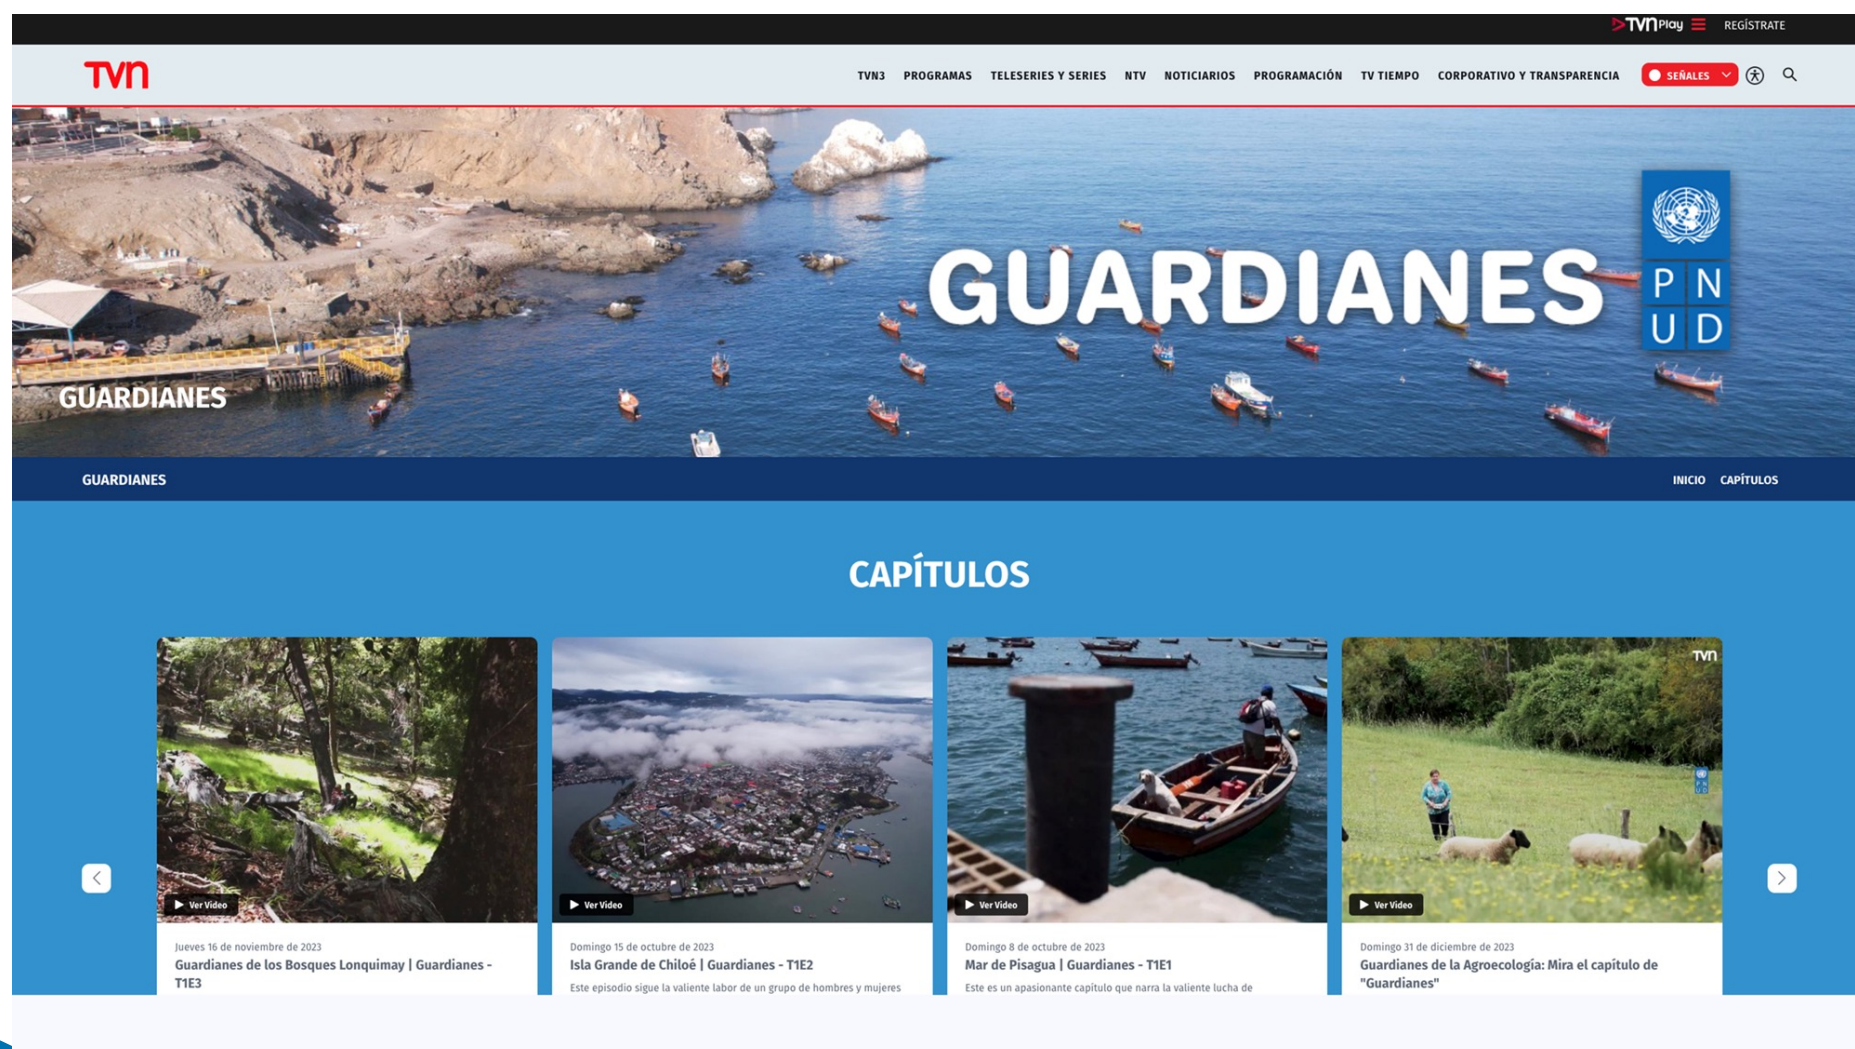 TVN Play REGÍSTRATE
TVN TVN3 PROGRAMAS TELESERIES Y SERIES NTV NOTICIARIOS PROGRAMACIÓN TV TIEMPO CORPORATIVO Y TRANSPARENCIA SEÑALES
GUARDIANES
P N
U D
GUARDIANES
GUARDIANES INICIO CAPÍTULOS
CAPÍTULOS
Ver Video
Jueves 16 de noviembre de 2023
Guardianes de los Bosques Lonquimay | Guardianes -
T1E3
Ver Video
Domingo 15 de octubre de 2023
Isla Grande de Chiloé | Guardianes - T1E2
Este episodio sigue la valiente labor de un grupo de hombres y mujeres
Ver Video
Domingo 8 de octubre de 2023
Mar de Pisagua | Guardianes - T1E1
Este es un apasionante capítulo que narra la valiente lucha de
TVN
P N
U D
Ver Video
Domingo 31 de diciembre de 2023
Guardianes de la Agroecología: Mira el capítulo de
"Guardianes"